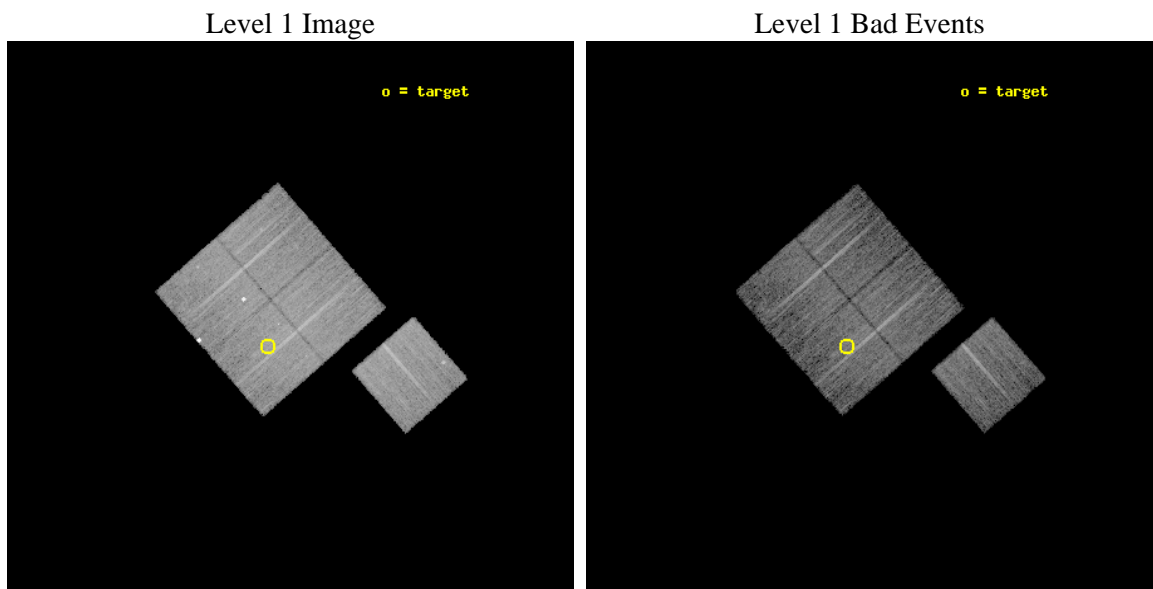 Level 1 Image
Level 1 Bad Events
o = target
o = target